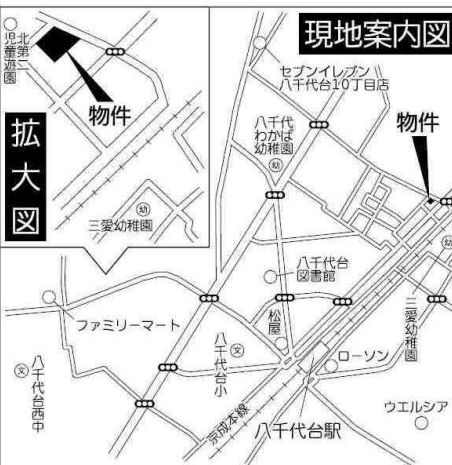 現地案内図
北第二
児童遊園
物件
拡大図
三愛幼稚園
幼
セブンイレブン
八千代台10丁目店
八千代
わかば
幼稚園
幼
物件
幼
三愛幼稚園
八千代台
図書館
松屋
ファミリーマート
八千代台小
文
文
八千代台西中
ローソン
ウエルシア
京成本線
八千代台駅